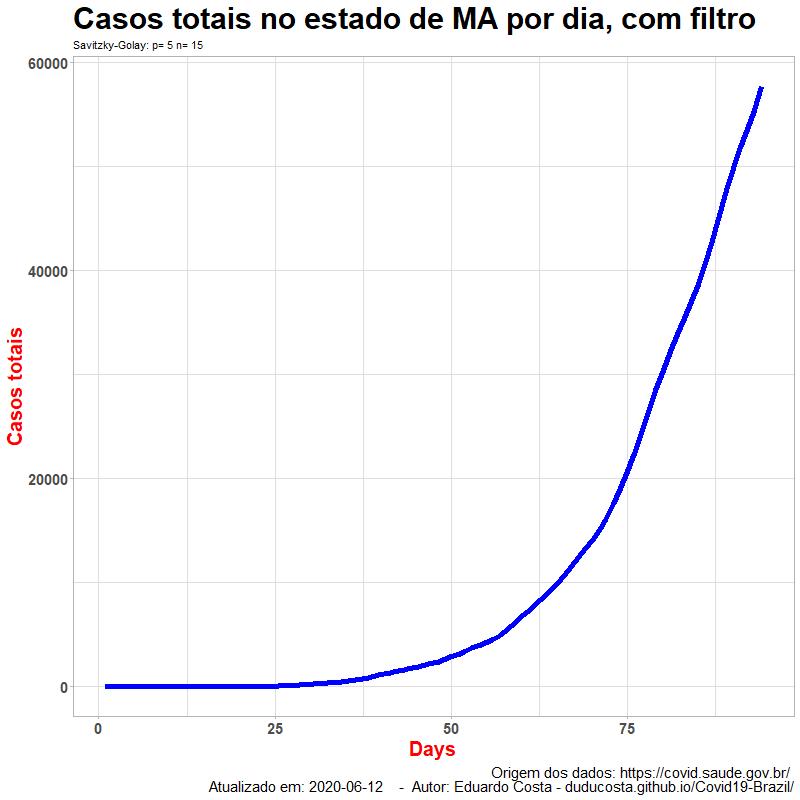 Casos totais no estado de MA por dia, com filtro
Savitzky-Golay: p= 5 n= 15
60000
40000
20000
0
Casos totais
0 25 50 75
Days
Origem dos dados: https://covid.saude.gov.br/
Atualizado em: 2020-06-12 - Autor: Eduardo Costa - duducosta.github.io/Covid19-Brazil/